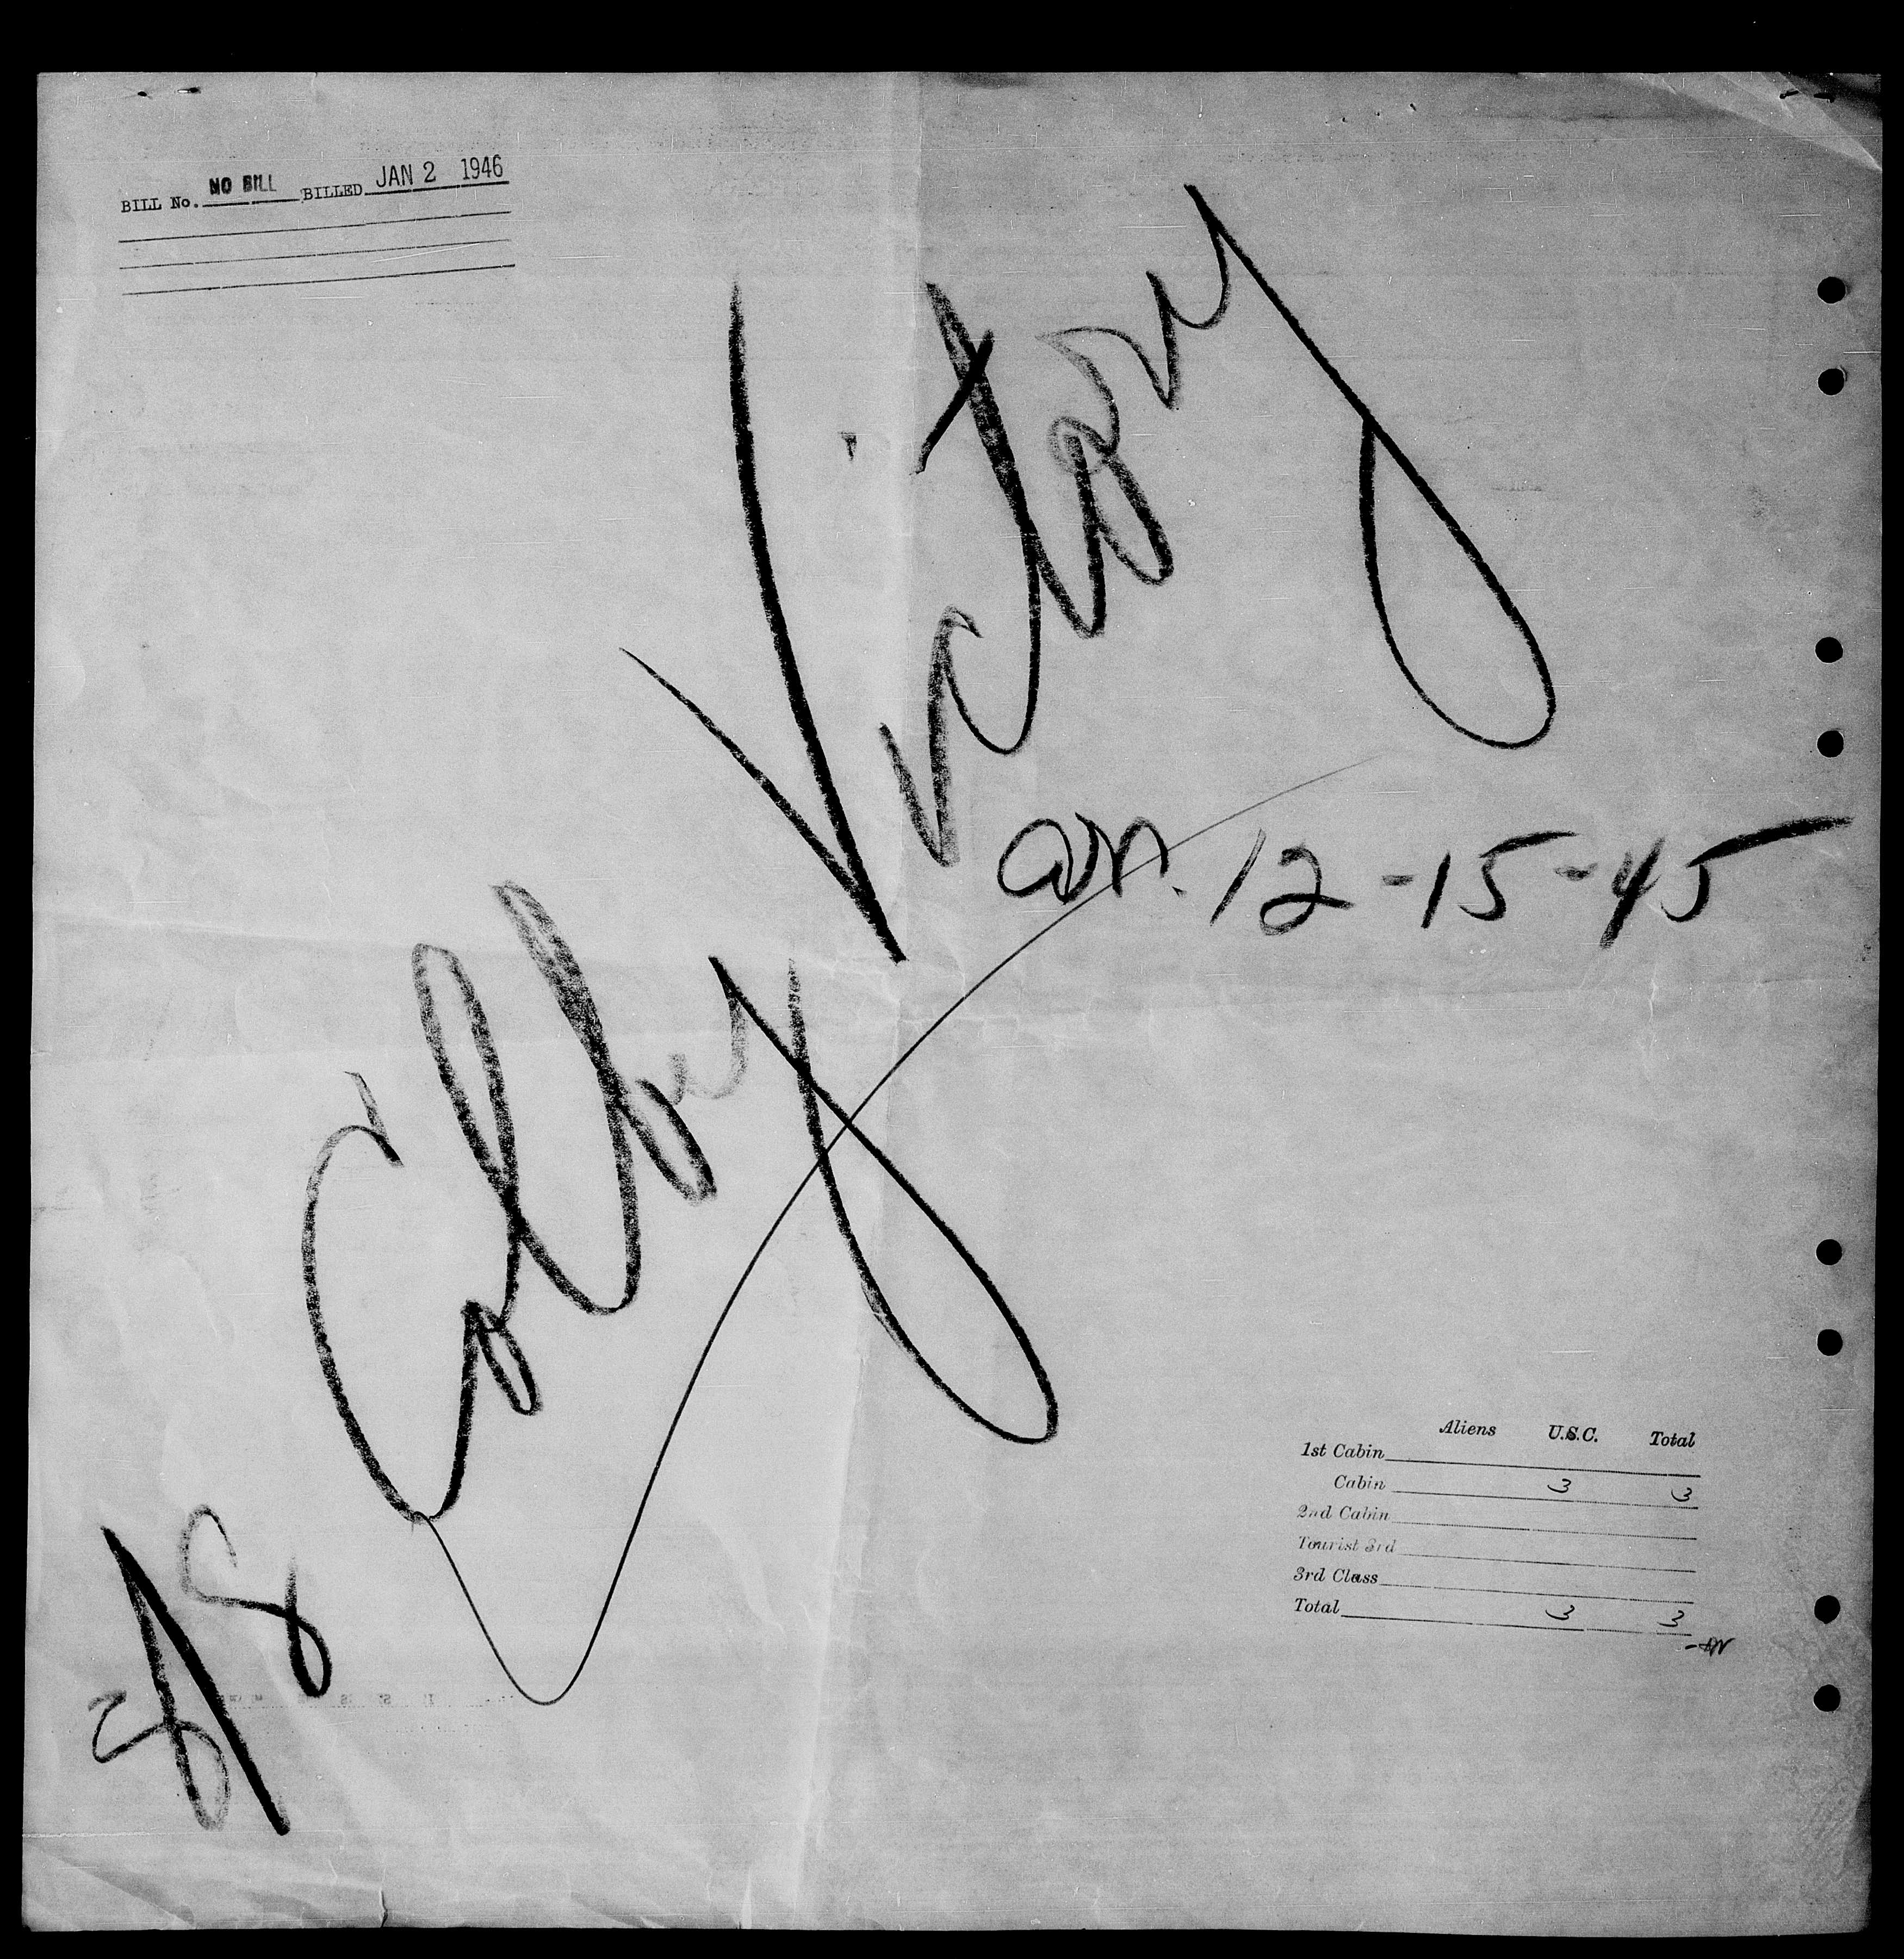 BILL No. NO BILL BILLED JAN 2 1946
S/S Colby Victory
arr. 12-15-45
Aliens U.S.C. Total
1st Cabin
Cabin 3 3
2nd Cabin
Tourist 3rd
3rd Class
Total 3 3